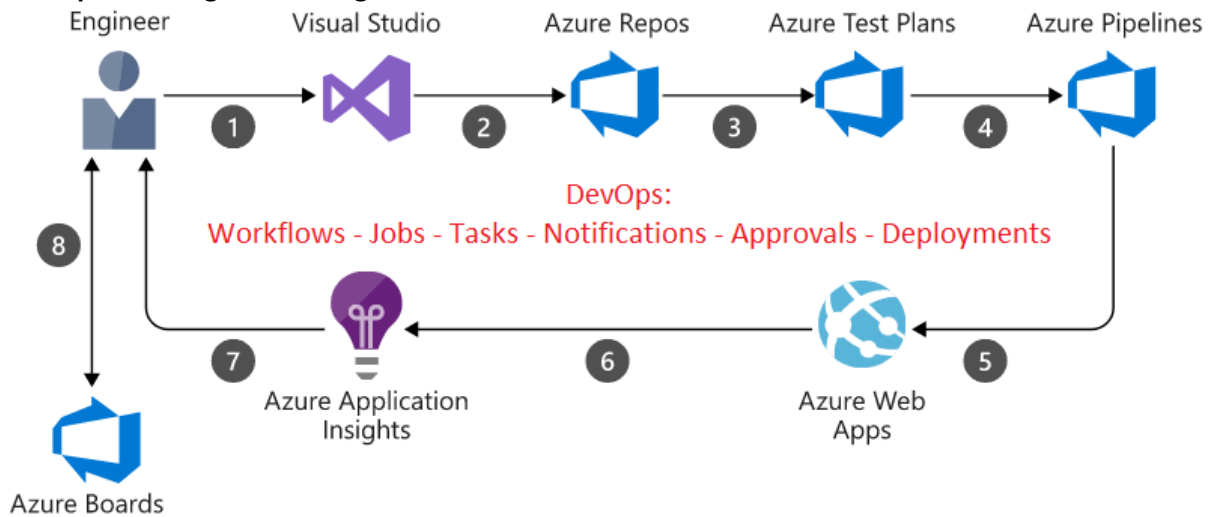 Engineer
Visual Studio
Azure Repos
Azure Test Plans
Azure Pipelines
1
2
3
4
DevOps:
Workflows - Jobs - Tasks - Notifications - Approvals - Deployments
8
7
6
5
Azure Application
Insights
Azure Web
Apps
Azure Boards